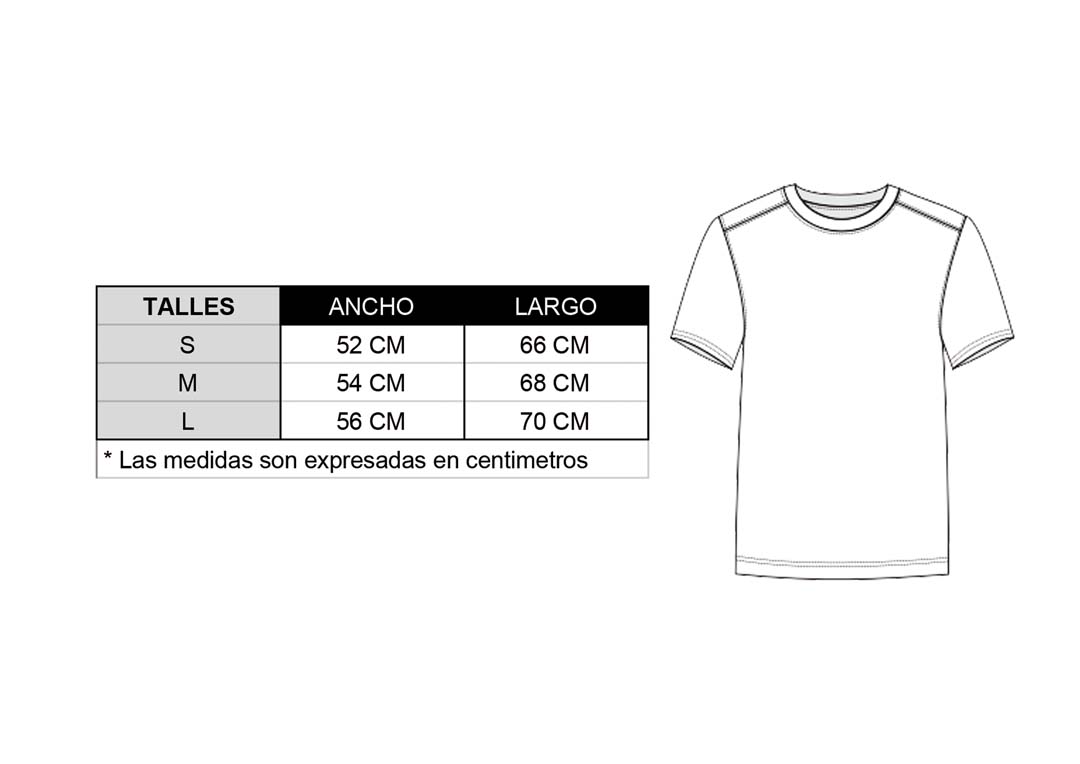 TALLES ANCHO LARGO
S 52 CM 66 CM
M 54 CM 68 CM
L 56 CM 70 CM
* Las medidas son expresadas en centimetros